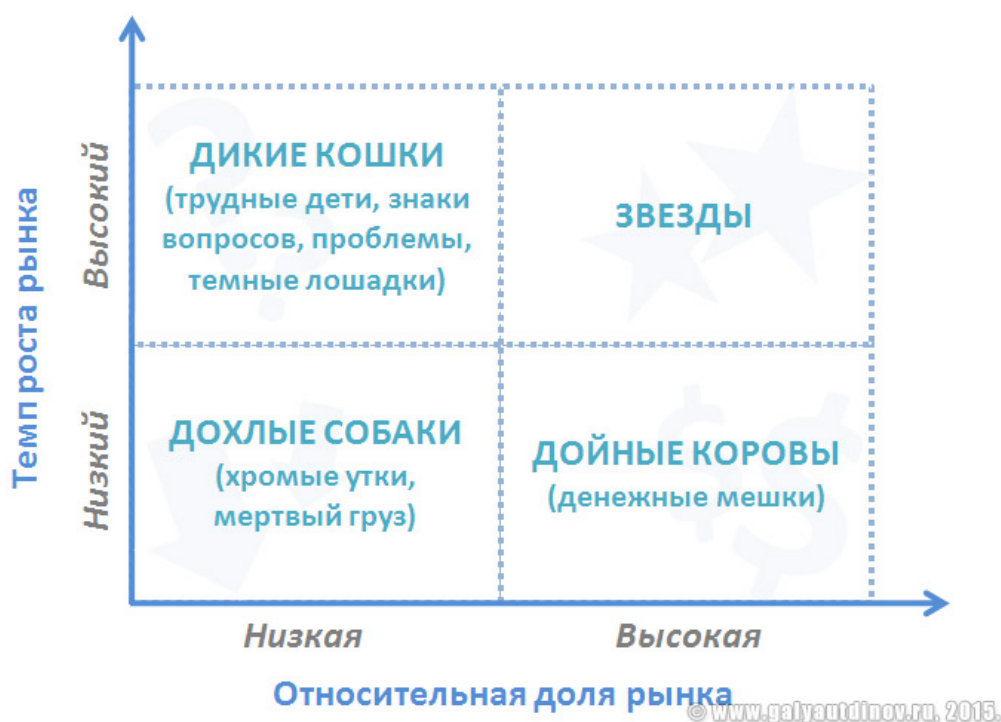 Темп роста рынка
Высокий
Низкий
ДИКИЕ КОШКИ
(трудные дети, знаки
вопросов, проблемы,
темные лошадки)
ЗВЕЗДЫ
ДОХЛЫЕ СОБАКИ
(хромые утки,
мертвый груз)
ДОЙНЫЕ КОРОВЫ
(денежные мешки)
Низкая
Высокая
Относительная доля рынка
© www.galyautdinov.ru, 2015.